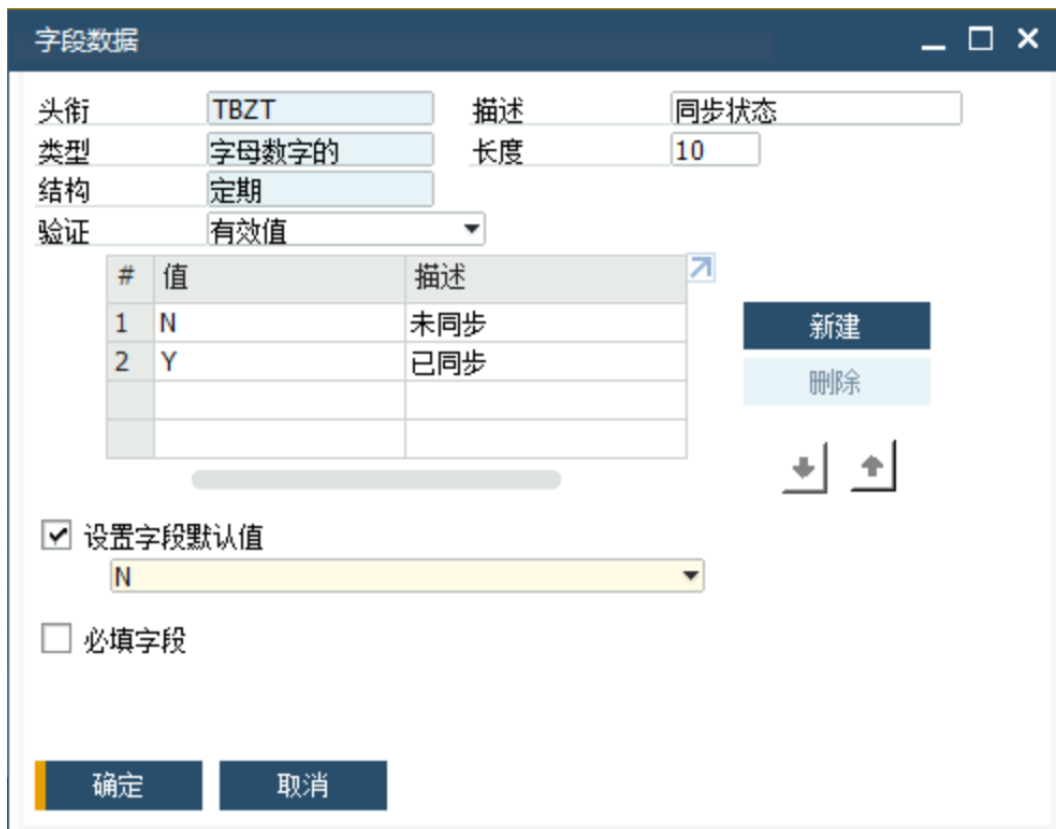 字段数据
头衔 TBZT 描述 同步状态
类型 字母数字的 长度 10
结构 定期
验证 有效值
# 值 描述
1 N 未同步 新建
2 Y 已同步 删除
设置字段默认值
N
必填字段
确定 取消